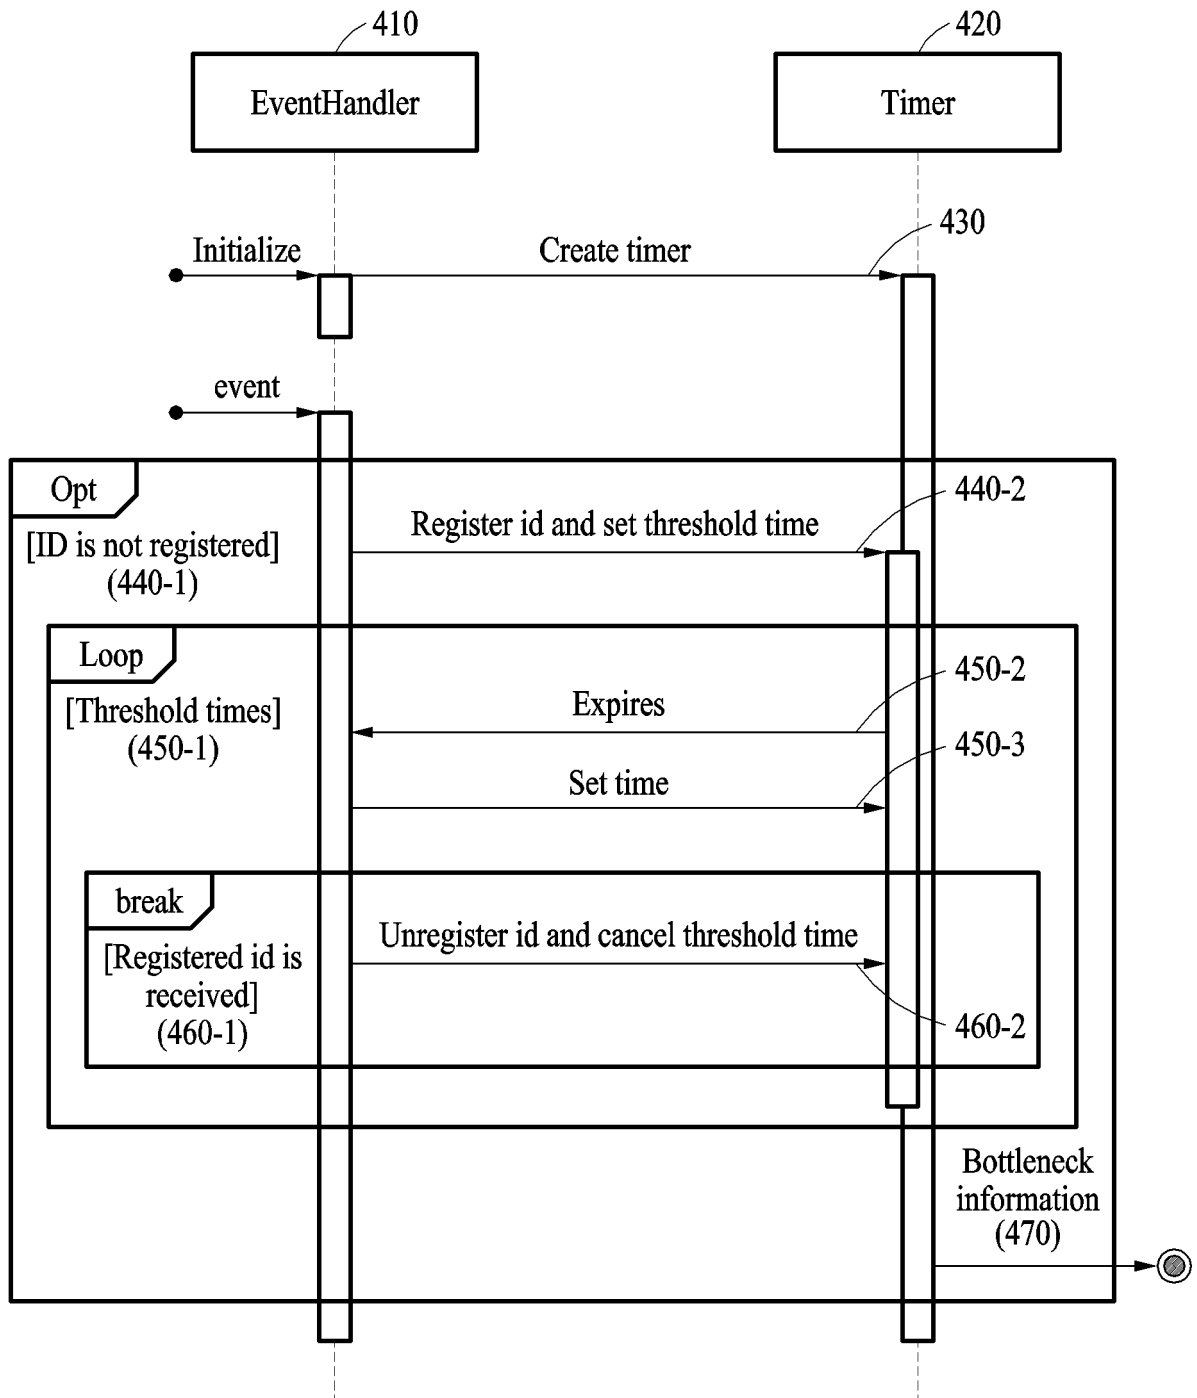 410
420
EventHandler
Timer
430
Initialize
Create timer
event
Opt
440-2
[ID is not registered]
(440-1)
Register id and set threshold time
Loop
450-2
[Threshold times]
(450-1)
Expires
450-3
Set time
break
[Registered id is
received]
(460-1)
Unregister id and cancel threshold time
460-2
Bottleneck
information
(470)